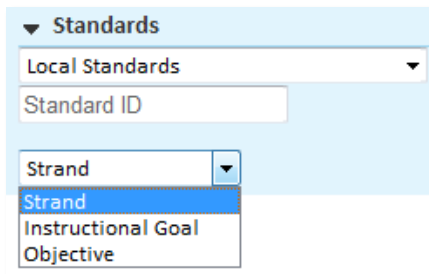 Standards
Local Standards
Standard ID
Strand
Strand
Instructional Goal
Objective